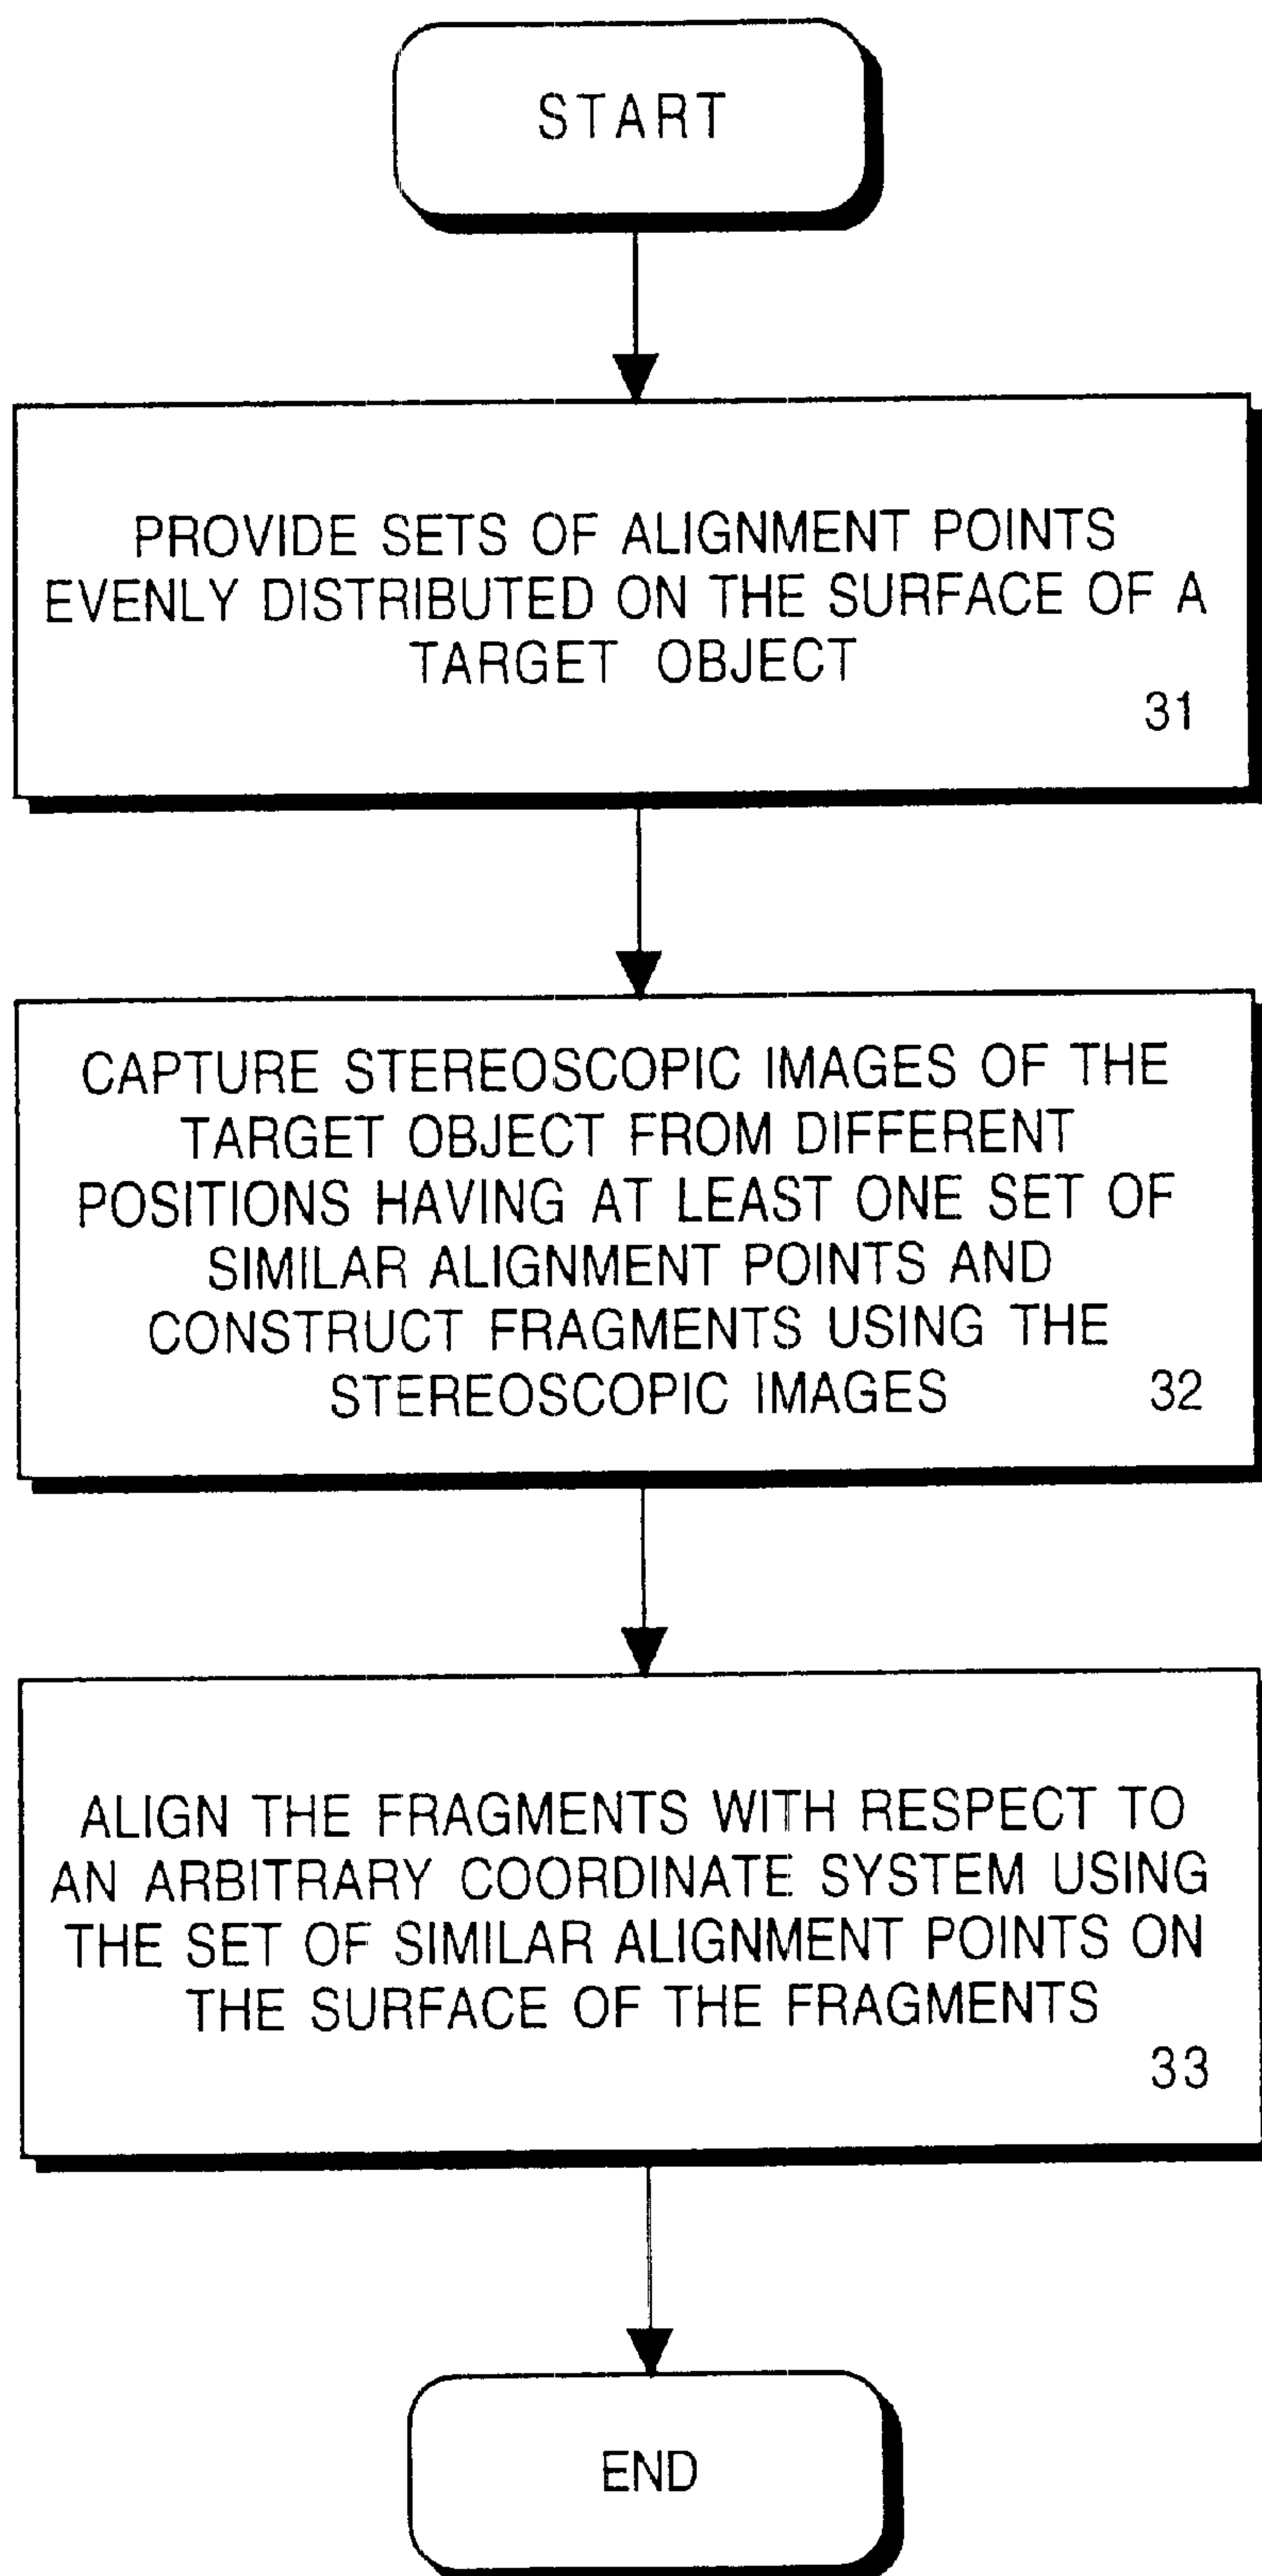 START
PROVIDE SETS OF ALIGNMENT POINTS
EVENLY DISTRIBUTED ON THE SURFACE OF A
TARGET OBJECT
31
CAPTURE STEREOSCOPIC IMAGES OF THE
TARGET OBJECT FROM DIFFERENT
POSITIONS HAVING AT LEAST ONE SET OF
SIMILAR ALIGNMENT POINTS AND
CONSTRUCT FRAGMENTS USING THE
STEREOSCOPIC IMAGES 32
ALIGN THE FRAGMENTS WITH RESPECT TO
AN ARBITRARY COORDINATE SYSTEM USING
THE SET OF SIMILAR ALIGNMENT POINTS ON
THE SURFACE OF THE FRAGMENTS
33
END